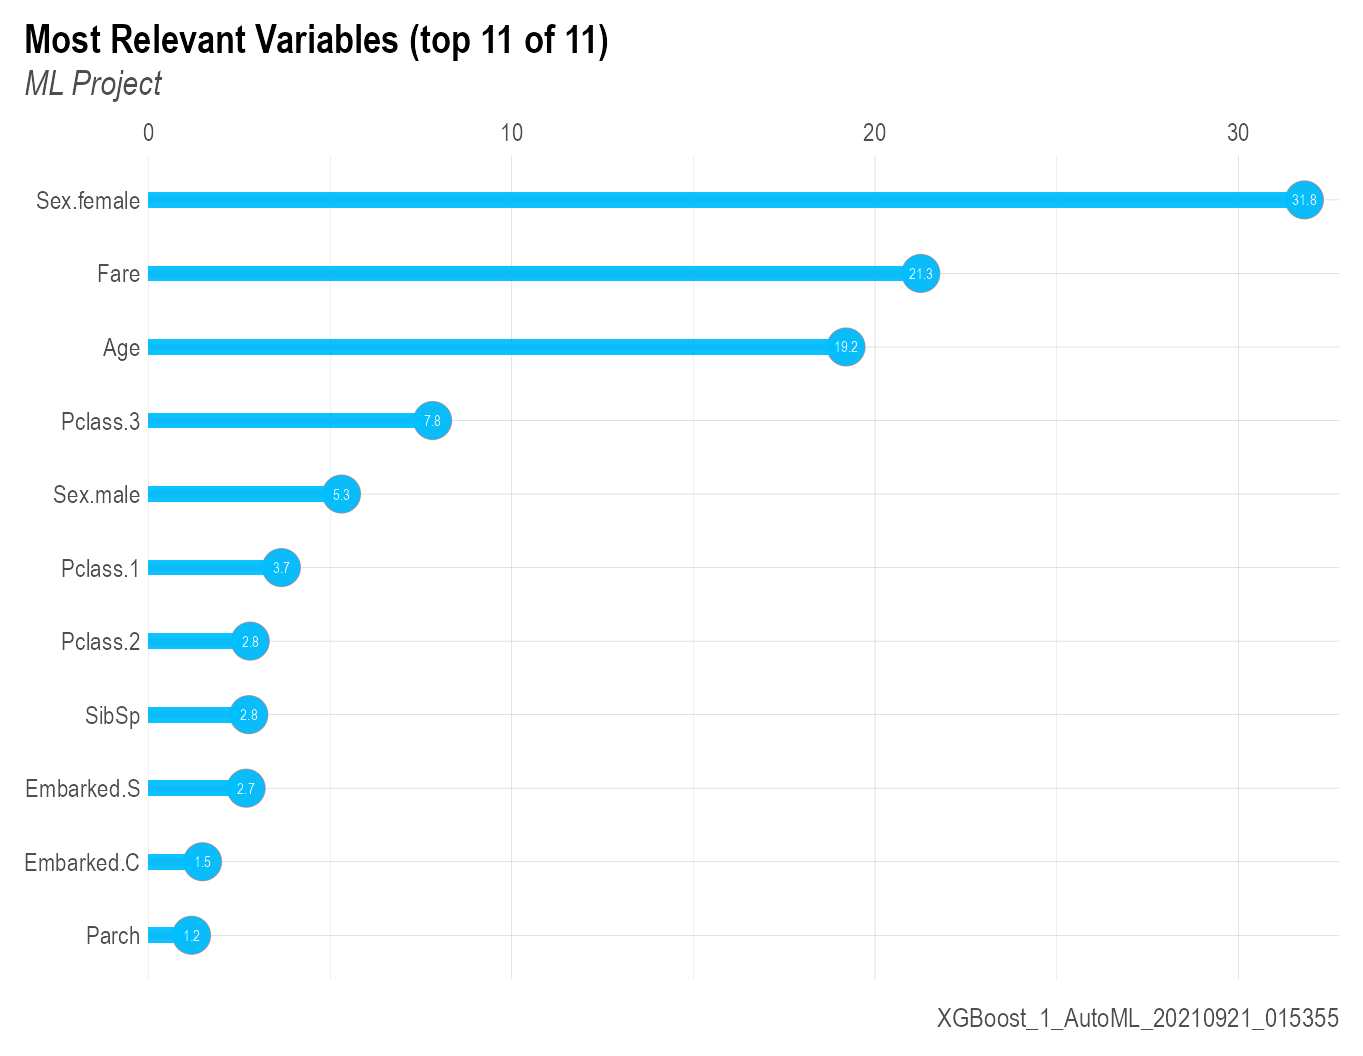 Most Relevant Variables (top 11 of 11)
ML Project
0 10 20 30
Sex.female 31.8
Fare 21.3
Age 19.2
Pclass.3 7.8
Sex.male 5.3
Pclass.1 3.7
Pclass.2 2.8
SibSp 2.8
Embarked.S 2.7
Embarked.C 1.5
Parch 1.2
XGBoost_1_AutoML_20210921_015355